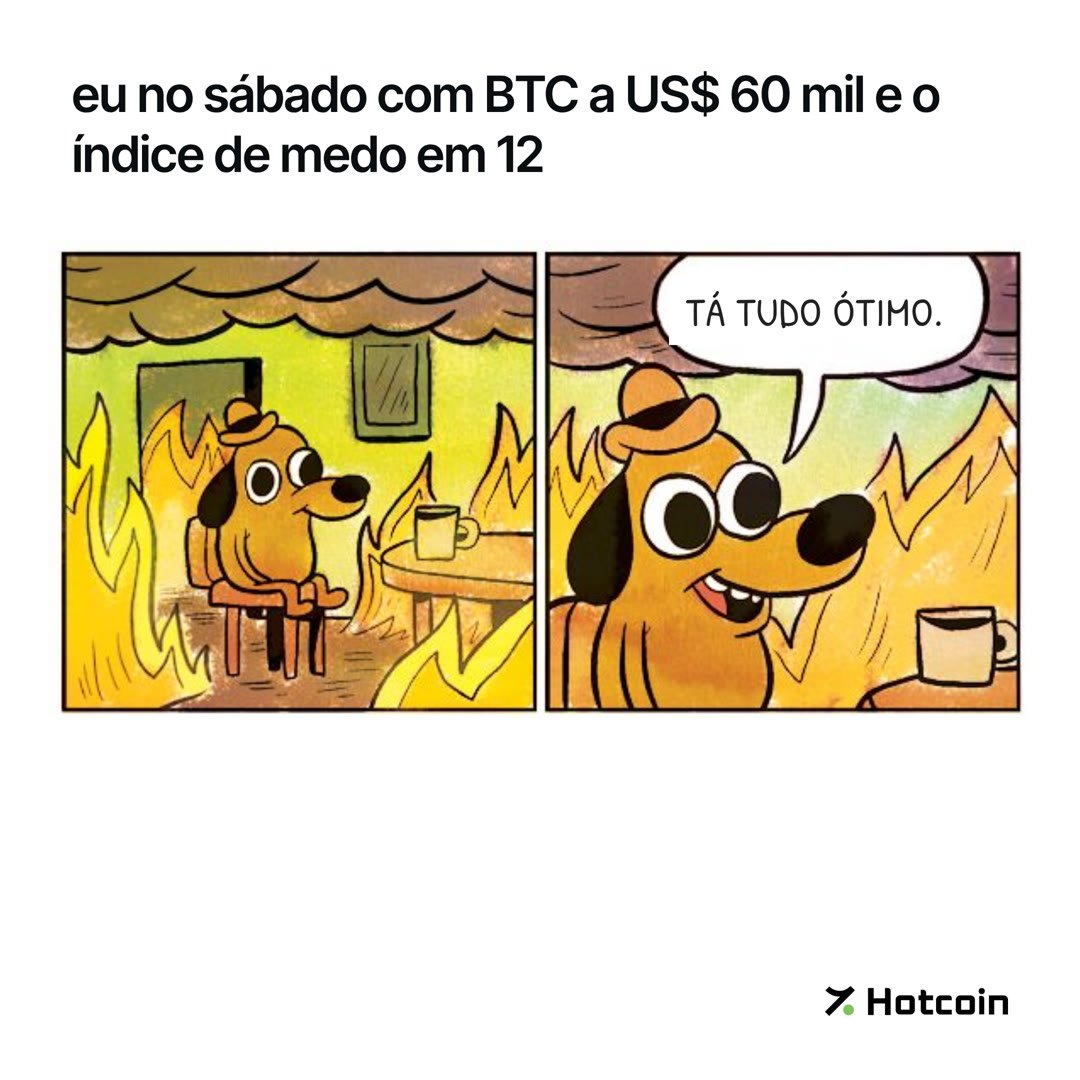 eu no sábado com BTC a US$ 60 mil e o
índice de medo em 12
TÁ TUDO ÓTIMO.
Hotcoin